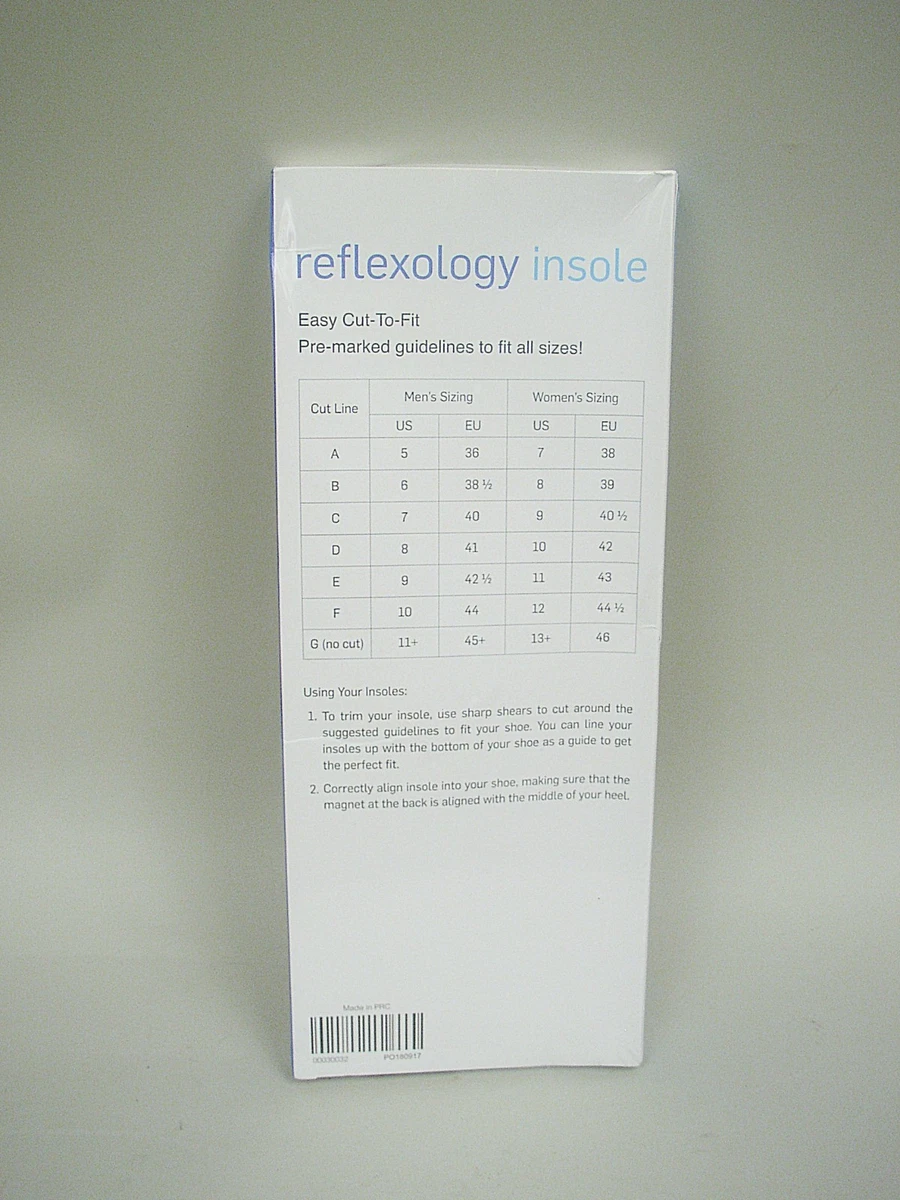 reflexology insole
Easy Cut-To-Fit
Pre-marked guidelines to fit all sizes!
Cut Line Men's Sizing Women's Sizing
US EU US EU
A 5 36 7 38
B 6 38 ½ 8 39
C 7 40 9 40 ½
D 8 41 10 42
E 9 42 ½ 11 43
F 10 44 12 44 ½
G (no cut) 11+ 45+ 13+ 46
Using Your Insoles:
1. To trim your insole, use sharp shears to cut around the
suggested guidelines to fit your shoe. You can line your
insoles up with the bottom of your shoe as a guide to get
the perfect fit.
2. Correctly align insole into your shoe, making sure that the
magnet at the back is aligned with the middle of your heel.
Made in PRC
00030032 PO180917